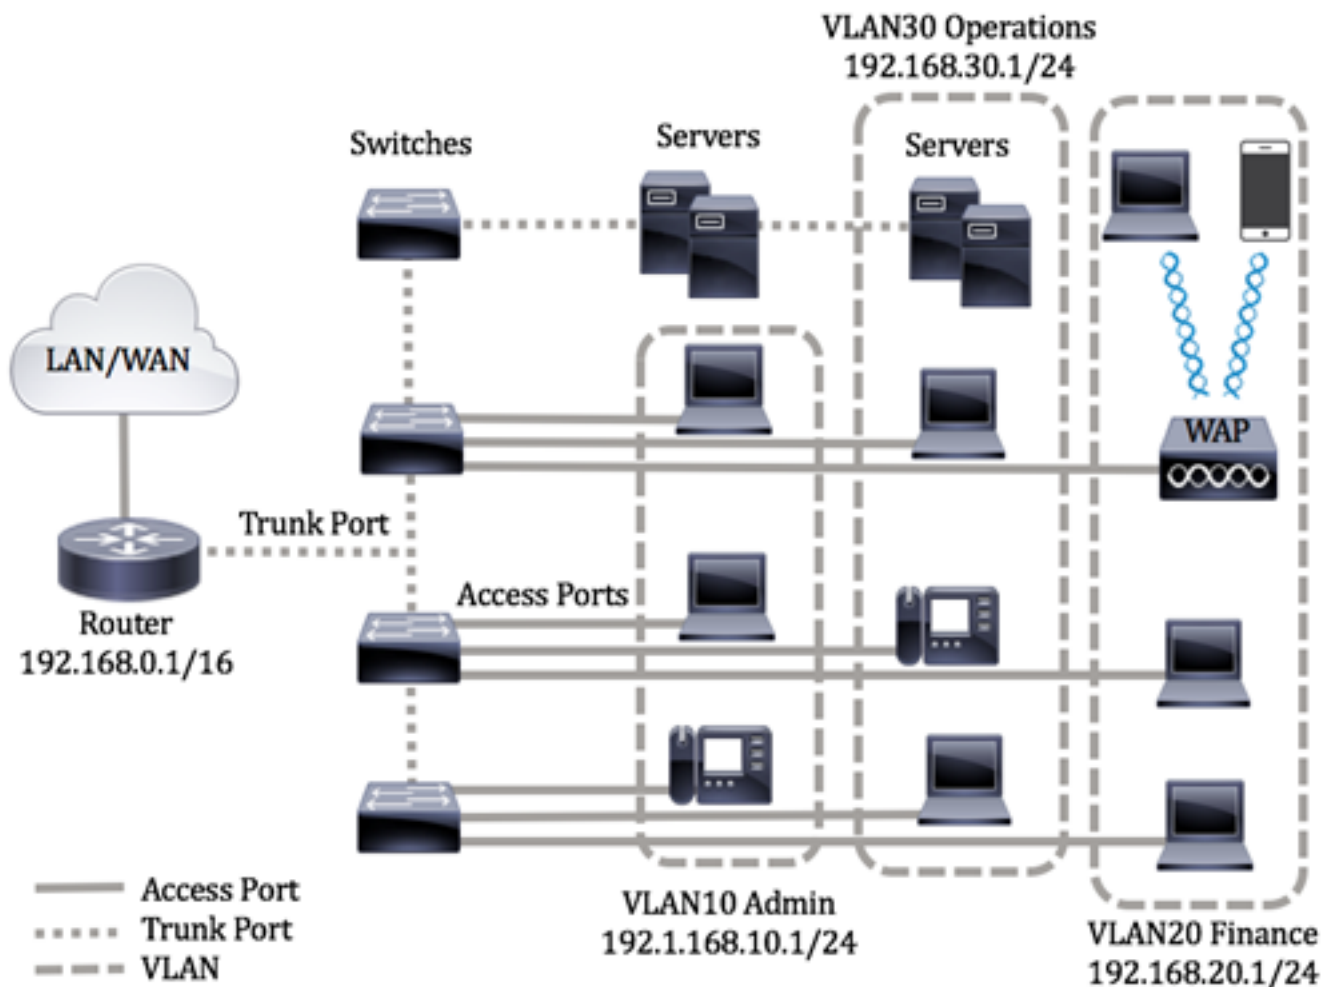 VLAN30 Operations
192.168.30.1/24
Switches
Servers
Servers
LAN/WAN
WAP
Trunk Port
Access Ports
Router
192.168.0.1/16
Access Port
Trunk Port
VLAN
VLAN10 Admin
192.1.168.10.1/24
VLAN20 Finance
192.168.20.1/24